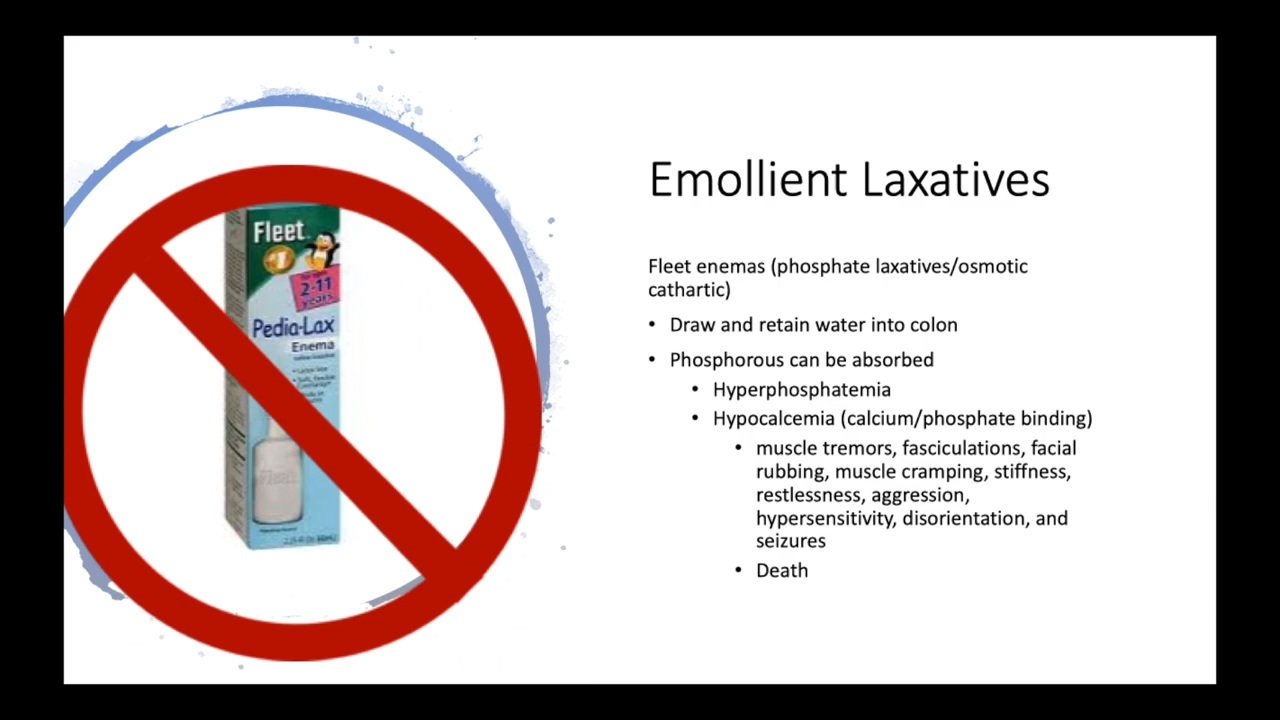 Emollient Laxatives
Fleet enemas (phosphate laxatives/osmotic
cathartic)
• Draw and retain water into colon
• Phosphorous can be absorbed
• Hyperphosphatemia
• Hypocalcemia (calcium/phosphate binding)
• muscle tremors, fasciculations, facial
rubbing, muscle cramping, stiffness,
restlessness, aggression,
hypersensitivity, disorientation, and
seizures
• Death
Fleet
#1
2-11
years
Pedia-Lax
Enema
Fleet